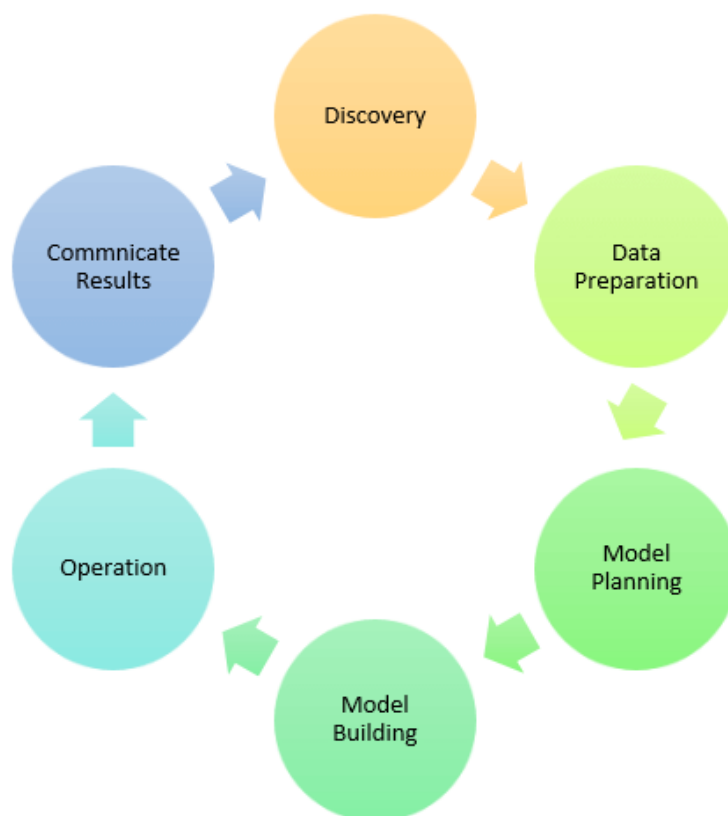 Discovery
Data
Preparation
Model
Planning
Model
Building
Operation
Commnicate
Results